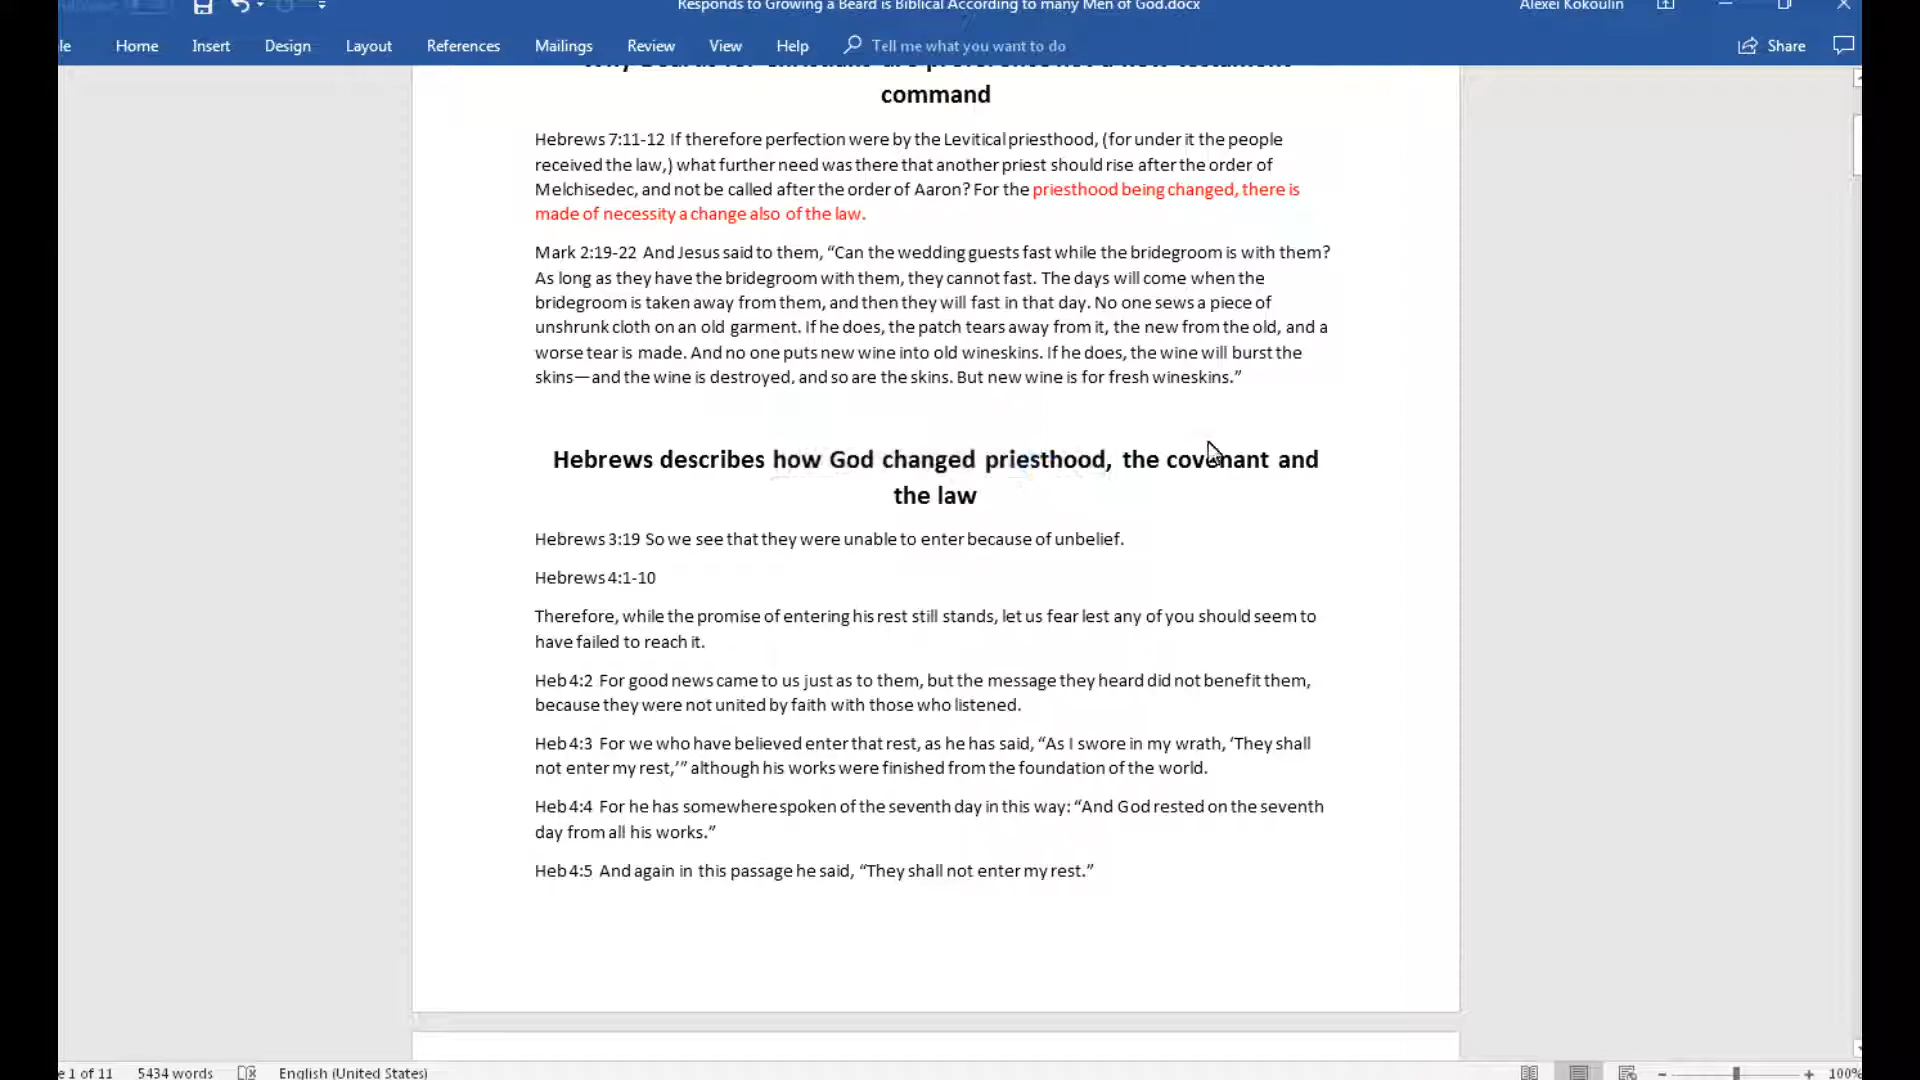 Responds to Growing a Beard is Biblical According to many Men of God.docx
Alexei Kokoulin
le Home Insert Design Layout References Mailings Review View Help Tell me what you want to do Share
command
Hebrews 7:11-12 If therefore perfection were by the Levitical priesthood, (for under it the people
received the law,) what further need was there that another priest should rise after the order of
Melchisedec, and not be called after the order of Aaron? For the priesthood being changed, there is
made of necessity a change also of the law.
Mark 2:19-22 And Jesus said to them, “Can the wedding guests fast while the bridegroom is with them?
As long as they have the bridegroom with them, they cannot fast. The days will come when the
bridegroom is taken away from them, and then they will fast in that day. No one sews a piece of
unshrunk cloth on an old garment. If he does, the patch tears away from it, the new from the old, and a
worse tear is made. And no one puts new wine into old wineskins. If he does, the wine will burst the
skins—and the wine is destroyed, and so are the skins. But new wine is for fresh wineskins.”
Hebrews describes how God changed priesthood, the covenant and
the law
Hebrews 3:19 So we see that they were unable to enter because of unbelief.
Hebrews 4:1-10
Therefore, while the promise of entering his rest still stands, let us fear lest any of you should seem to
have failed to reach it.
Heb 4:2 For good news came to us just as to them, but the message they heard did not benefit them,
because they were not united by faith with those who listened.
Heb 4:3 For we who have believed enter that rest, as he has said, “As I swore in my wrath, ‘They shall
not enter my rest,’” although his works were finished from the foundation of the world.
Heb 4:4 For he has somewhere spoken of the seventh day in this way: “And God rested on the seventh
day from all his works.”
Heb 4:5 And again in this passage he said, “They shall not enter my rest.”
e 1 of 11 5434 words English (United States) 100%